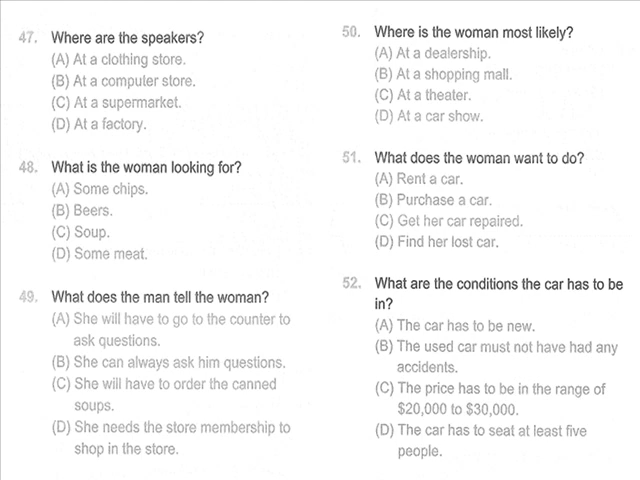 47. Where are the speakers?
(A) At a clothing store.
(B) At a computer store.
(C) At a supermarket.
(D) At a factory.
48. What is the woman looking for?
(A) Some chips.
(B) Beers.
(C) Soup.
(D) Some meat.
49. What does the man tell the woman?
(A) She will have to go to the counter to
ask questions.
(B) She can always ask him questions.
(C) She will have to order the canned
soups.
(D) She needs the store membership to
shop in the store.
50. Where is the woman most likely?
(A) At a dealership.
(B) At a shopping mall.
(C) At a theater.
(D) At a car show.
51. What does the woman want to do?
(A) Rent a car.
(B) Purchase a car.
(C) Get her car repaired.
(D) Find her lost car.
52. What are the conditions the car has to be
in?
(A) The car has to be new.
(B) The used car must not have had any
accidents.
(C) The price has to be in the range of
$20,000 to $30,000.
(D) The car has to seat at least five
people.